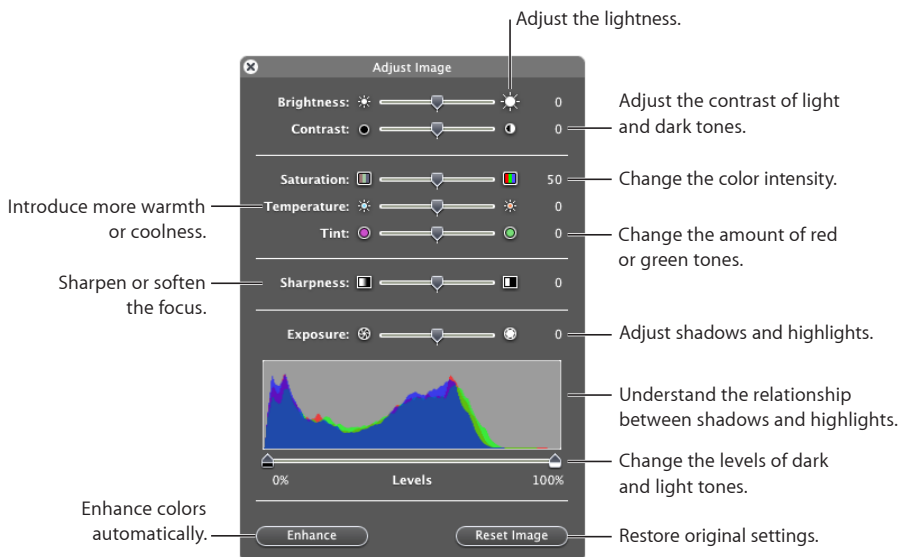 Adjust the lightness.
Adjust Image
Brightness: 0
Adjust the contrast of light
and dark tones.
Contrast: 0
Saturation: 50
Change the color intensity.
Introduce more warmth
or coolness.
Temperature: 0
Tint: 0
Change the amount of red
or green tones.
Sharpen or soften
the focus.
Sharpness: 0
Exposure: 0
Adjust shadows and highlights.
Understand the relationship
between shadows and highlights.
Change the levels of dark
and light tones.
0% Levels 100%
Enhance colors
automatically.
Enhance
Reset Image
Restore original settings.